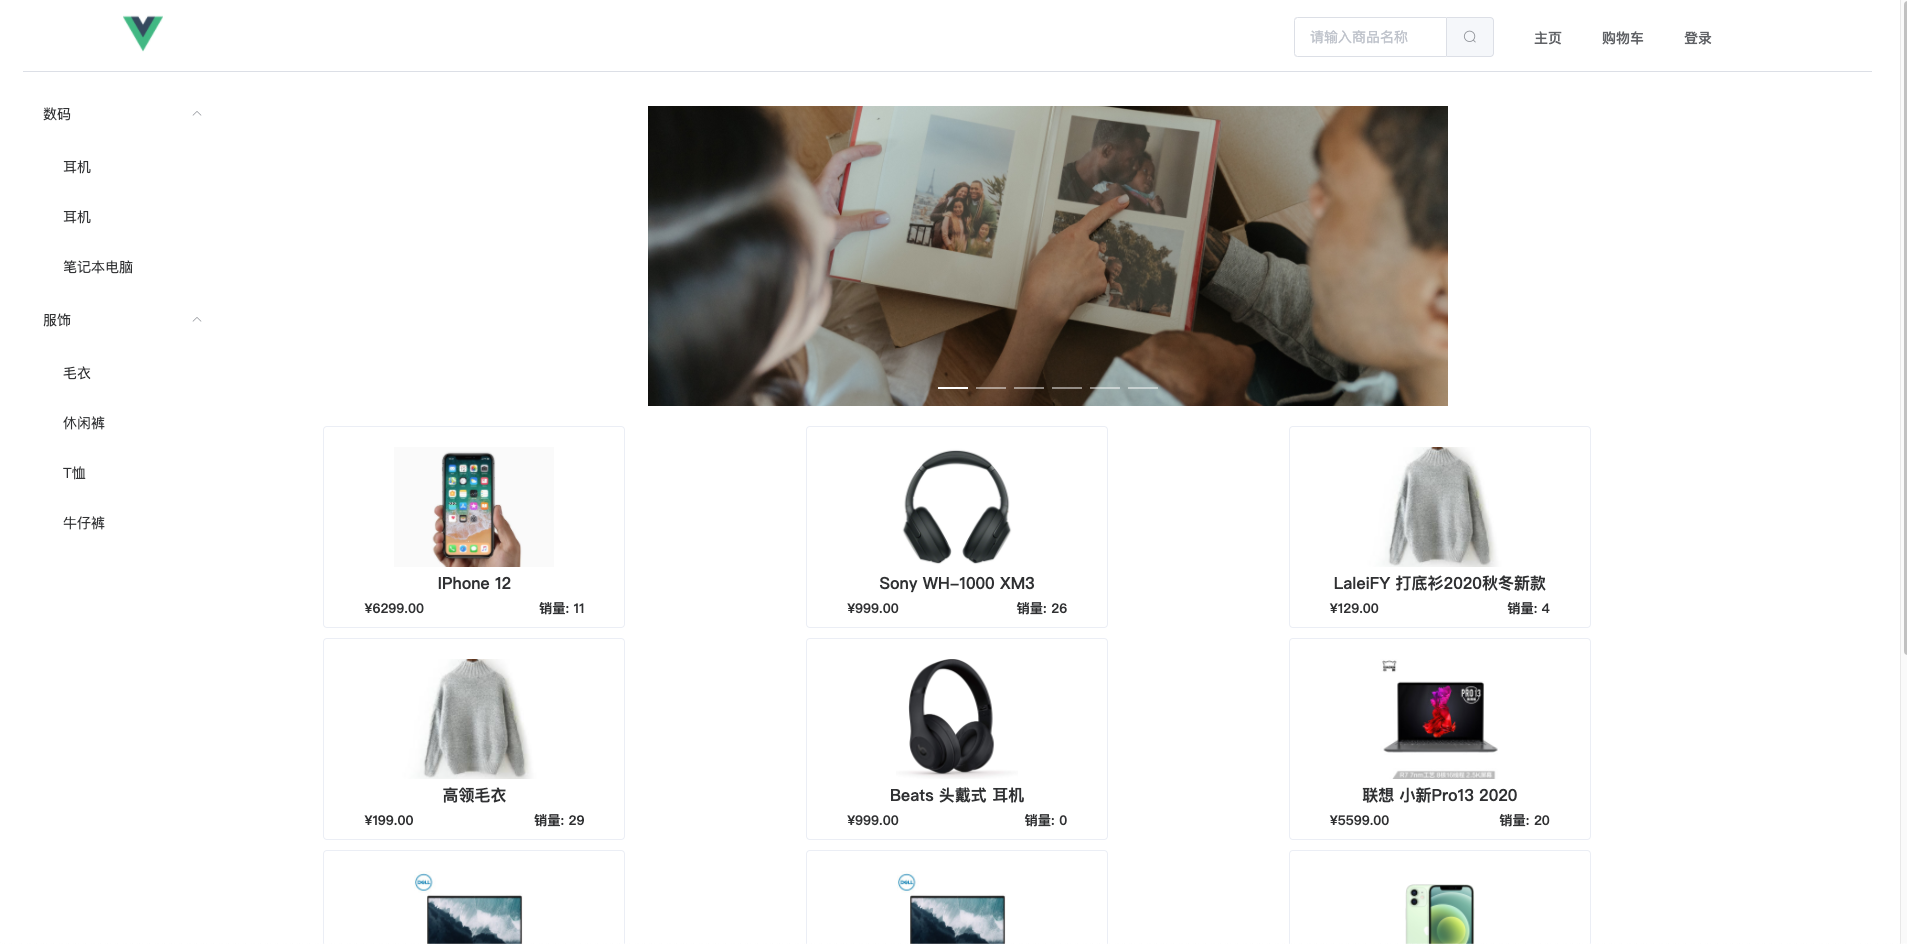 请输入商品名称
主页
购物车
登录
数码
耳机
耳机
笔记本电脑
服饰
毛衣
休闲裤
T恤
牛仔裤
IPhone 12
¥6299.00 销量: 11
Sony WH-1000 XM3
¥999.00 销量: 26
LaleiFY 打底衫2020秋冬新款
¥129.00 销量: 4
高领毛衣
¥199.00 销量: 29
Beats 头戴式 耳机
¥999.00 销量: 0
PRO 13
联想 小新Pro13 2020
¥5599.00 销量: 20
DELL
DELL